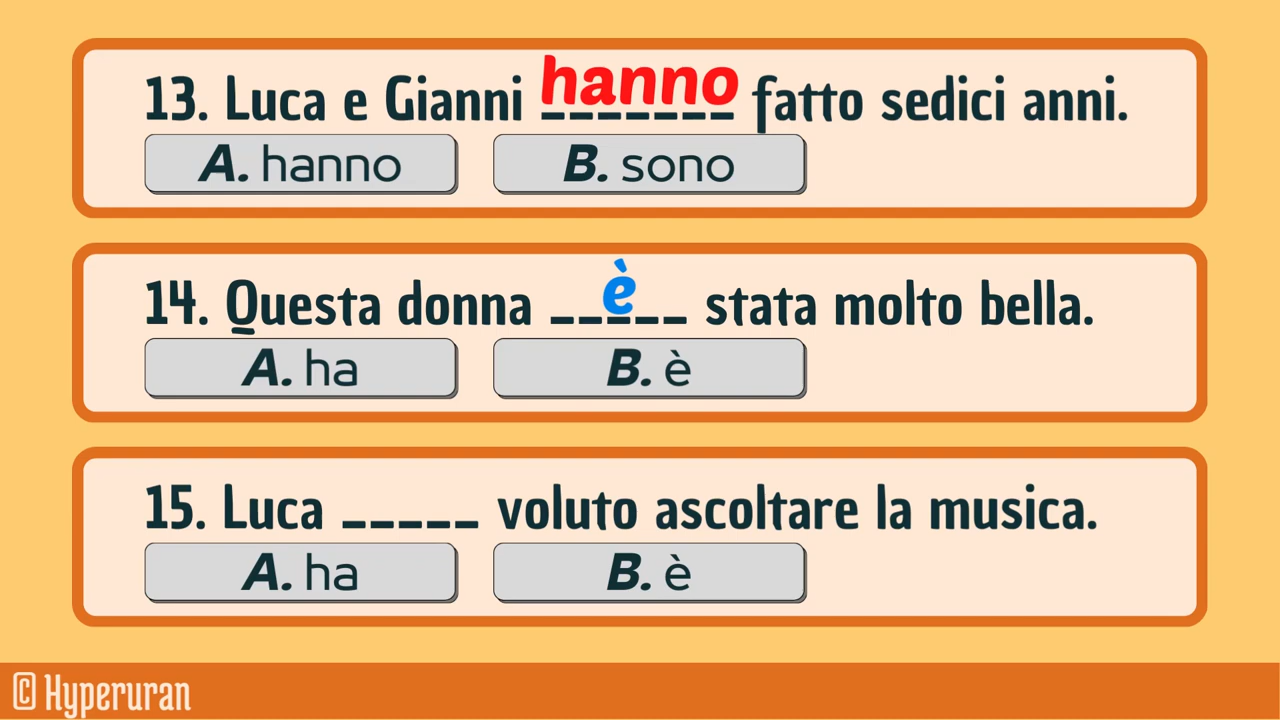 13. Luca e Gianni hanno fatto sedici anni.
A. hanno B. sono
14. Questa donna __è__ stata molto bella.
A. ha B. è
15. Luca _____ voluto ascoltare la musica.
A. ha B. è
© Hyperuran